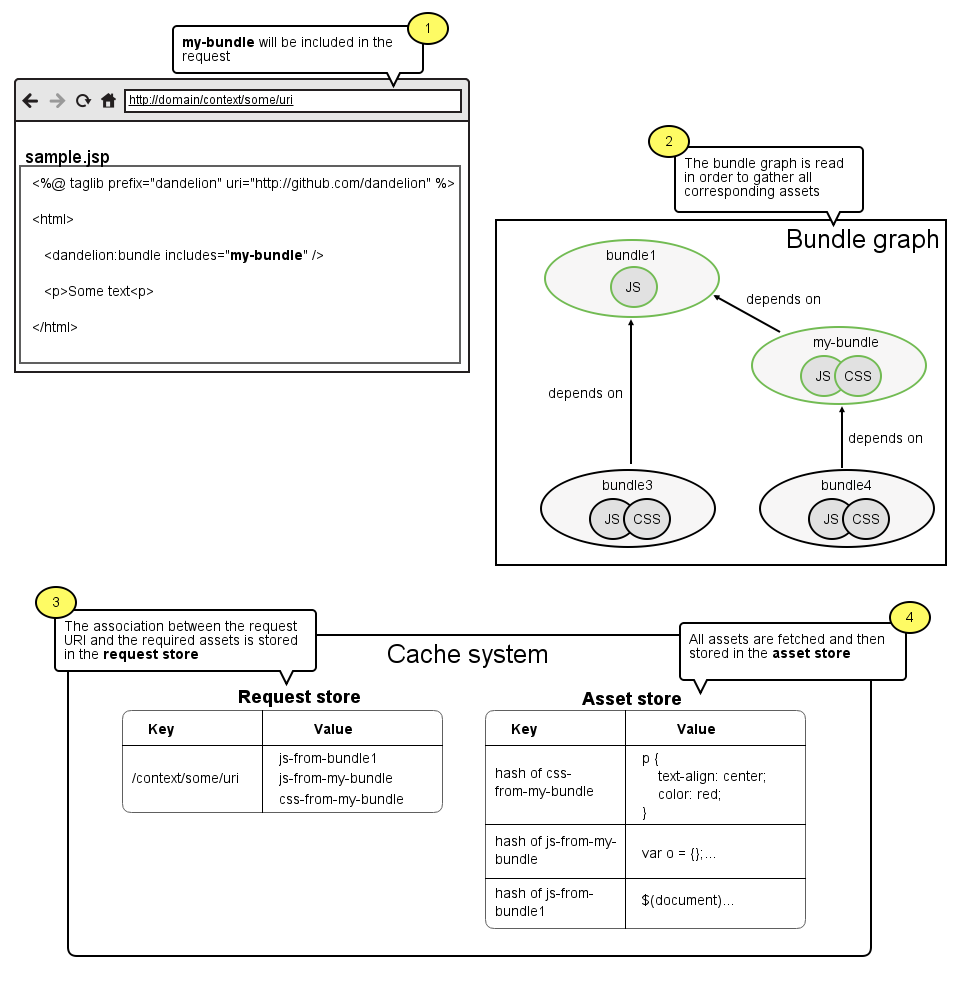 1
my-bundle will be included in the
request
http://domain/context/some/uri
sample.jsp
<%@ taglib prefix="dandelion" uri="http://github.com/dandelion" %>
<html>
<dandelion:bundle includes="my-bundle" />
<p>Some text<p>
</html>
2
The bundle graph is read
in order to gather all
corresponding assets
Bundle graph
bundle1
JS
depends on
my-bundle
JS CSS
depends on
depends on
bundle3
JS CSS
bundle4
JS CSS
3
The association between the request
URI and the required assets is stored
in the request store
4
All assets are fetched and then
stored in the asset store
Cache system
Request store
Key Value
/context/some/uri
js-from-bundle1
js-from-my-bundle
css-from-my-bundle
Asset store
Key Value
hash of css-
from-my-bundle
p {
text-align: center;
color: red;
}
hash of js-from-my-
bundle
var o = {};...
hash of js-from-
bundle1
$(document)...